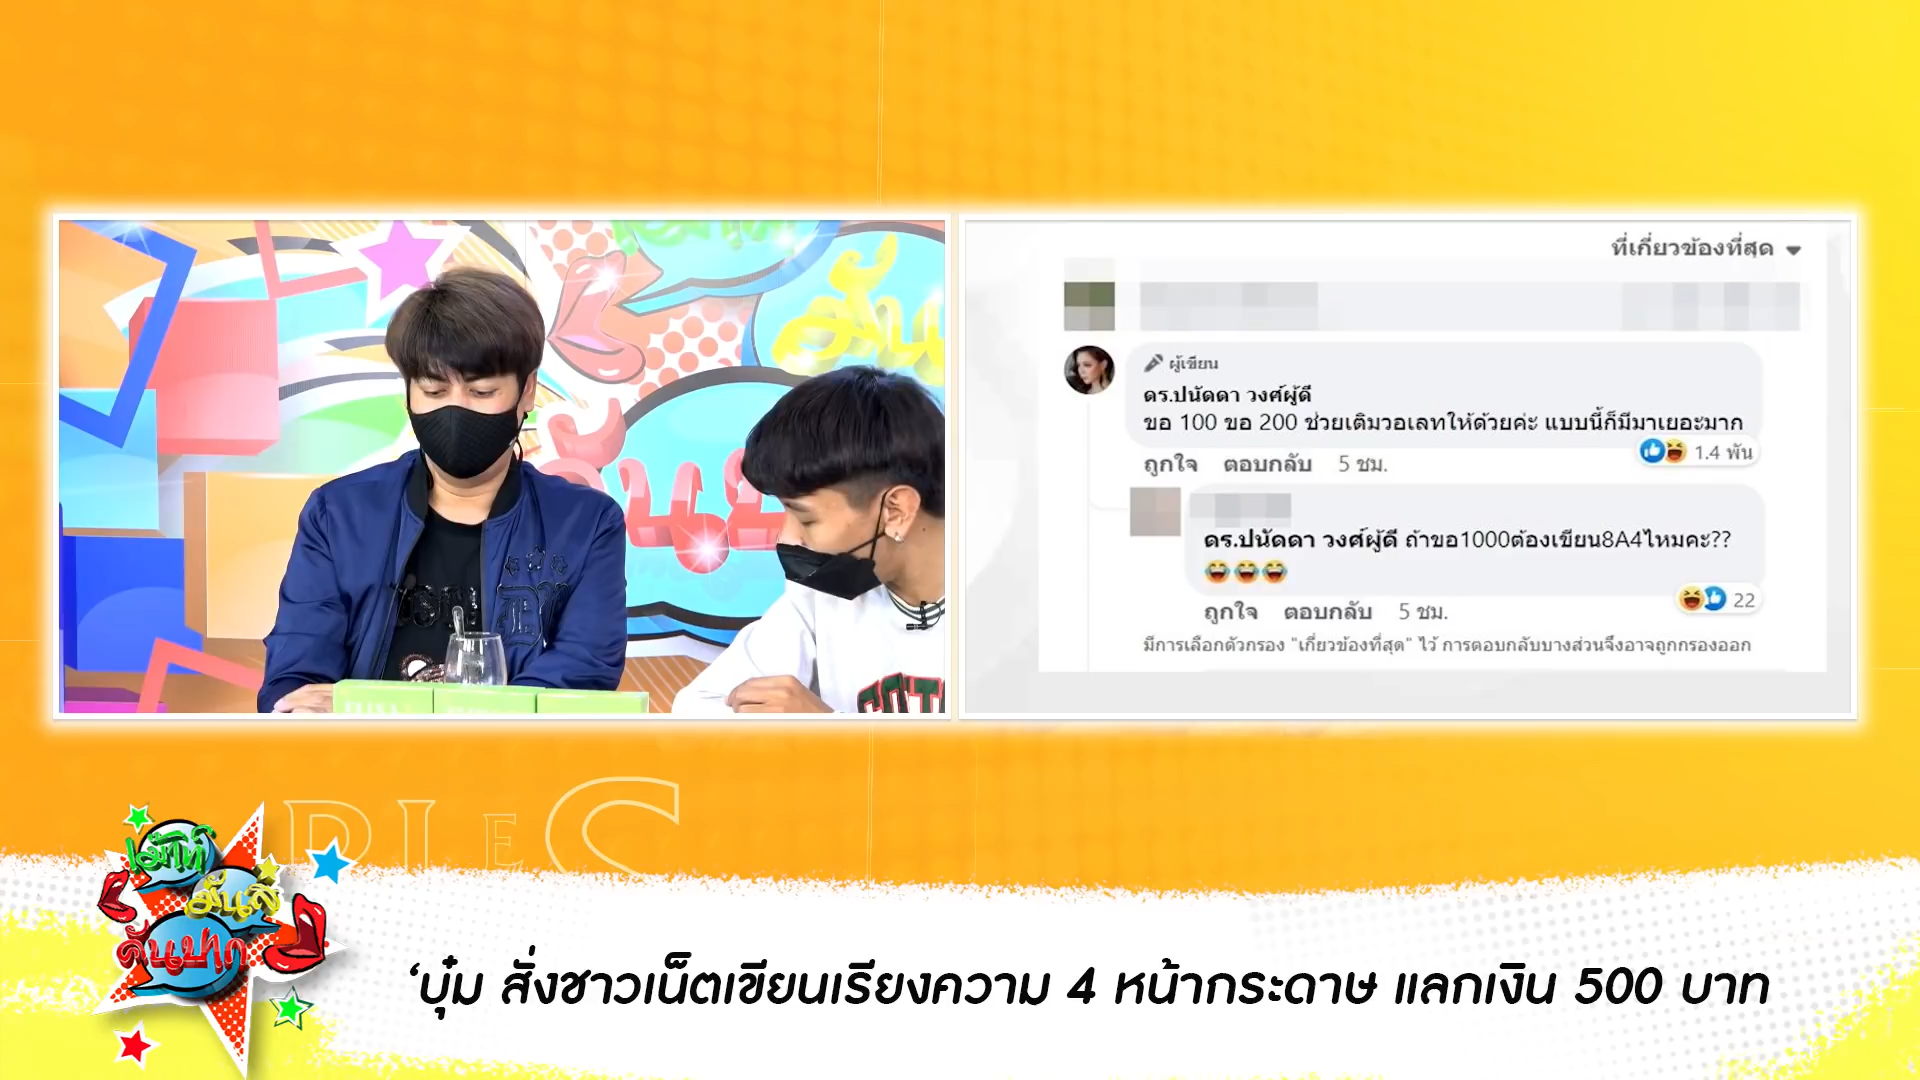 ที่เกี่ยวข้องที่สุด
ผู้เขียน
ดร.ปนัดดา วงศ์ผู้ดี
ขอ 100 ขอ 200 ช่วยเติมวอเลทให้ด้วยค่ะ แบบนี้ก็มีมาเยอะมาก
1.4 พัน
ถูกใจ ตอบกลับ 5 ชม.
ดร.ปนัดดา วงศ์ผู้ดี ถ้าขอ1000ต้องเขียน8A4ไหมคะ??
22
ถูกใจ ตอบกลับ 5 ชม.
มีการเลือกตัวกรอง "เกี่ยวข้องที่สุด" ไว้ การตอบกลับบางส่วนจึงอาจถูกกรองออก
เม้าท์
มันส์
คันปาก
‘บุ๋ม สั่งชาวเน็ตเขียนเรียงความ 4 หน้ากระดาษ แลกเงิน 500 บาท